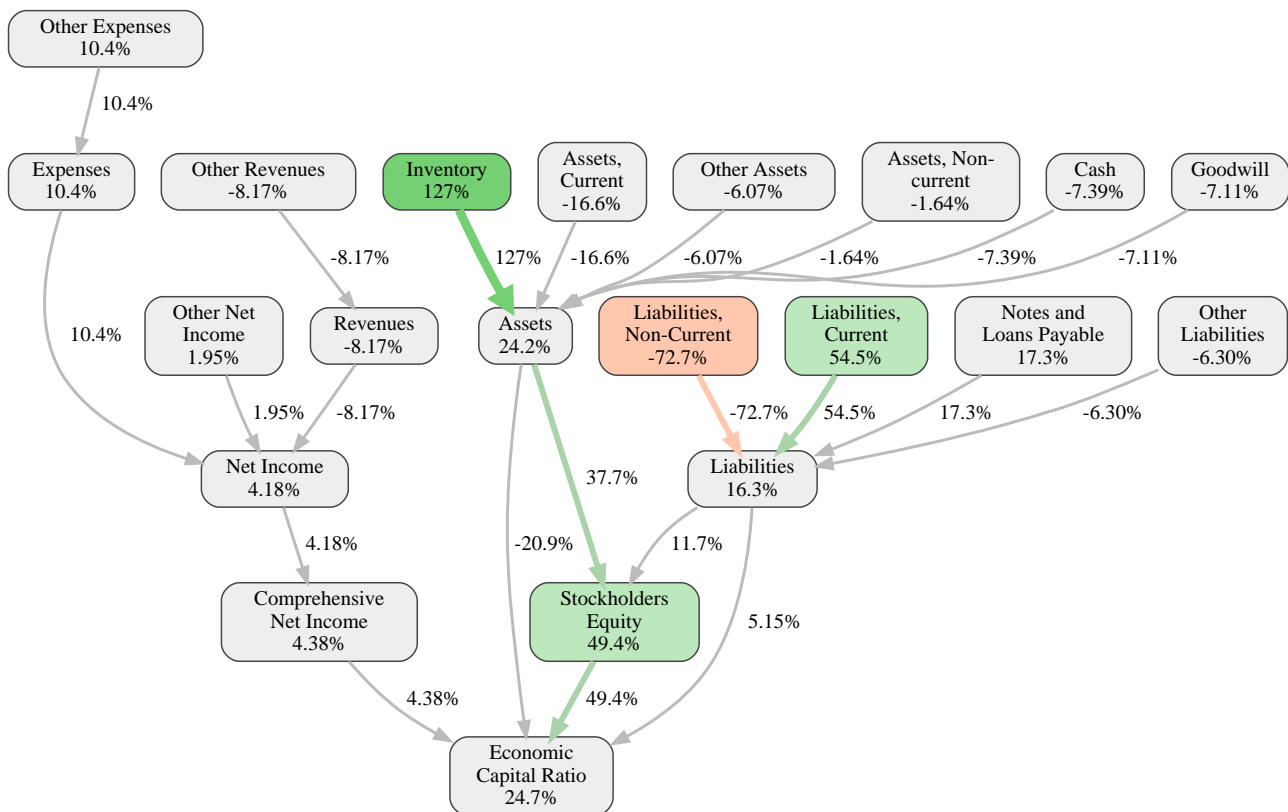 Other Expenses
10.4%
10.4%
Expenses
10.4%
Other Revenues
-8.17%
Inventory
127%
Assets,
Current
-16.6%
Other Assets
-6.07%
Assets, Non-
current
-1.64%
Cash
-7.39%
Goodwill
-7.11%
-8.17%
127%
-16.6%
-6.07%
-1.64%
-7.39%
-7.11%
10.4%
Other Net
Income
1.95%
Revenues
-8.17%
Assets
24.2%
Liabilities,
Non-Current
-72.7%
Liabilities,
Current
54.5%
Notes and
Loans Payable
17.3%
Other
Liabilities
-6.30%
1.95%
-8.17%
-72.7%
54.5%
17.3%
-6.30%
Net Income
4.18%
37.7%
Liabilities
16.3%
4.18%
-20.9%
11.7%
Comprehensive
Net Income
4.38%
Stockholders
Equity
49.4%
5.15%
4.38%
49.4%
Economic
Capital Ratio
24.7%